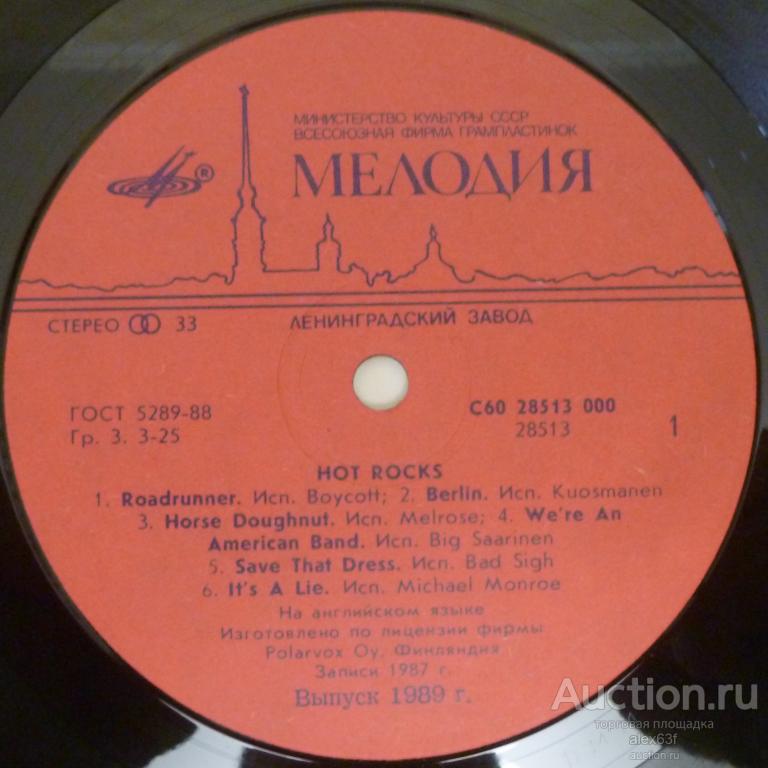 МИНИСТЕРСТВО КУЛЬТУРЫ СССР
ВСЕСОЮЗНАЯ ФИРМА ГРАМПЛАСТИНОК
МЕЛОДИЯ
®
СТЕРЕО 33
ЛЕНИНГРАДСКИЙ ЗАВОД
ГОСТ 5289-88
Гр. 3. 3-25
С60 28513 000
28513
1
HOT ROCKS
1. Roadrunner. Исп. Boycott; 2. Berlin. Исп. Kuosmanen
3. Horse Doughnut. Исп. Melrose; 4. We're An
American Band. Исп. Big Saarinen
5. Save That Dress. Исп. Bad Sigh
6. It's A Lie. Исп. Michael Monroe
На английском языке
Изготовлено по лицензии фирмы
Polarvox Oy, Финляндия
Записи 1987 г.
Выпуск 1989 г.
Auction.ru
торговая площадка
alex63f
auction.ru